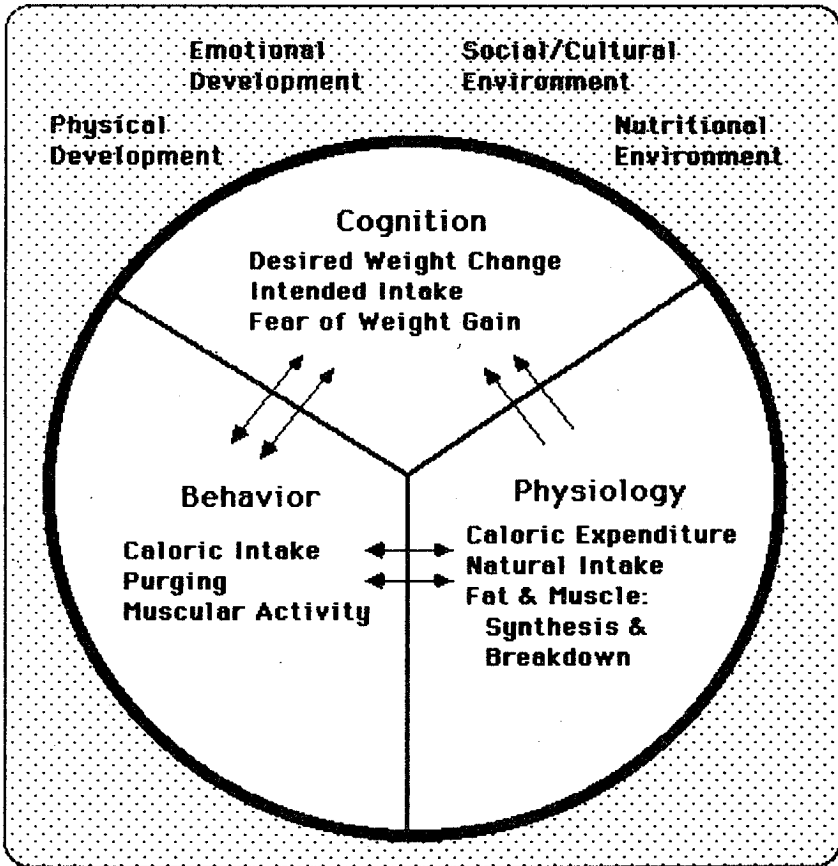 Emotional
Development
Social/Cultural
Environment
Physical
Development
Nutritional
Environment
Cognition
Desired Weight Change
Intended Intake
Fear of Weight Gain
Behavior
Caloric Intake
Purging
Muscular Activity
Physiology
Caloric Expenditure
Natural Intake
Fat & Muscle:
Synthesis &
Breakdown